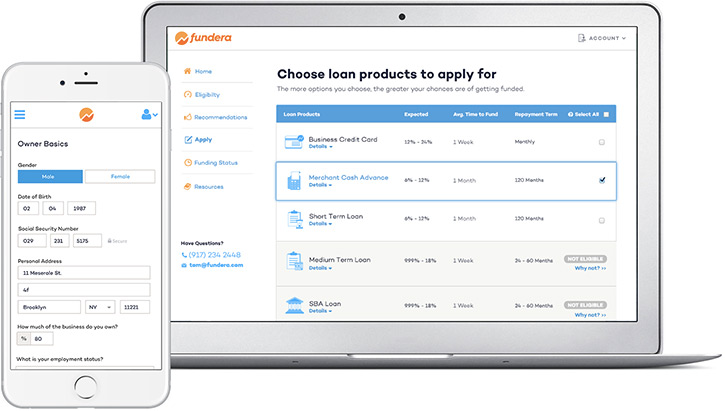 Owner Basics
Gender
Male Female
Date of Birth
02 04 1987
Social Security Number
029 231 5175 Secure
Personal Address
11 Meserole St.
4f
Brooklyn NY 11221
How much of the business do you own?
% 80
What is your employment status?
fundera
ACCOUNT
Home
Eligibilty
Recommendations
Apply
Funding Status
Resources
Have Questions?
(917) 234 2448
tem@fundera.com
Choose loan products to apply for
The more options you choose, the greater your chances are of getting funded.
Loan Products Expected Avg. Time to Fund Repayment Term Select All
Business Credit Card 12% - 24% 1 Week Monthly
Details
Merchant Cash Advance 6% - 12% 1 Month 120 Months
Details
Short Term Loan 6% - 12% 1 Month 120 Months
Details
Medium Term Loan 999% - 18% 1 Week 24 - 60 Months NOT ELIGIBLE
Details Why not? >>
SBA Loan 999% - 18% 1 Week 24 - 60 Months NOT ELIGIBLE
Details Why not? >>